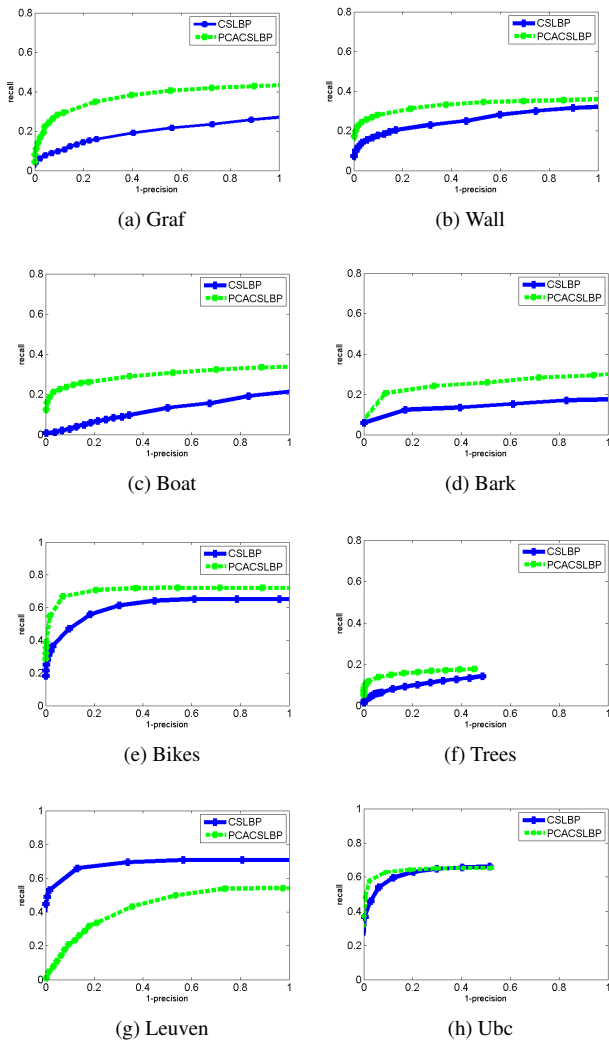 0.8 CSLBP 0.8 CSLBP
PCACSLBP PCACSLBP
0.6 0.6
recall 0.4 recall 0.4
0.2 0.2
0 0.2 0.4 0.6 0.8 1 0 0.2 0.4 0.6 0.8 1
1-precision 1-precision
(a) Graf (b) Wall
0.8 CSLBP 0.8 CSLBP
PCACSLBP PCACSLBP
0.6 0.6
recall 0.4 recall 0.4
0.2 0.2
0 0 0.2 0.4 0.6 0.8 1 0 0 0.2 0.4 0.6 0.8 1
1-precision 1-precision
(c) Boat (d) Bark
1 CSLBP 0.8 CSLBP
PCACSLBP PCACSLBP
0.8 0.6
recall 0.6 recall 0.4
0.4 0.2
0.2
0 0 0.2 0.4 0.6 0.8 1 0 0 0.2 0.4 0.6 0.8 1
1-precision 1-precision
(e) Bikes (f) Trees
1 CSLBP 1 CSLBP
PCACSLBP PCACSLBP
0.8 0.8
recall 0.6 recall 0.6
0.4 0.4
0.2 0.2
0 0 0.2 0.4 0.6 0.8 1 0 0 0.2 0.4 0.6 0.8 1
1-precision 1-precision
(g) Leuven (h) Ubc